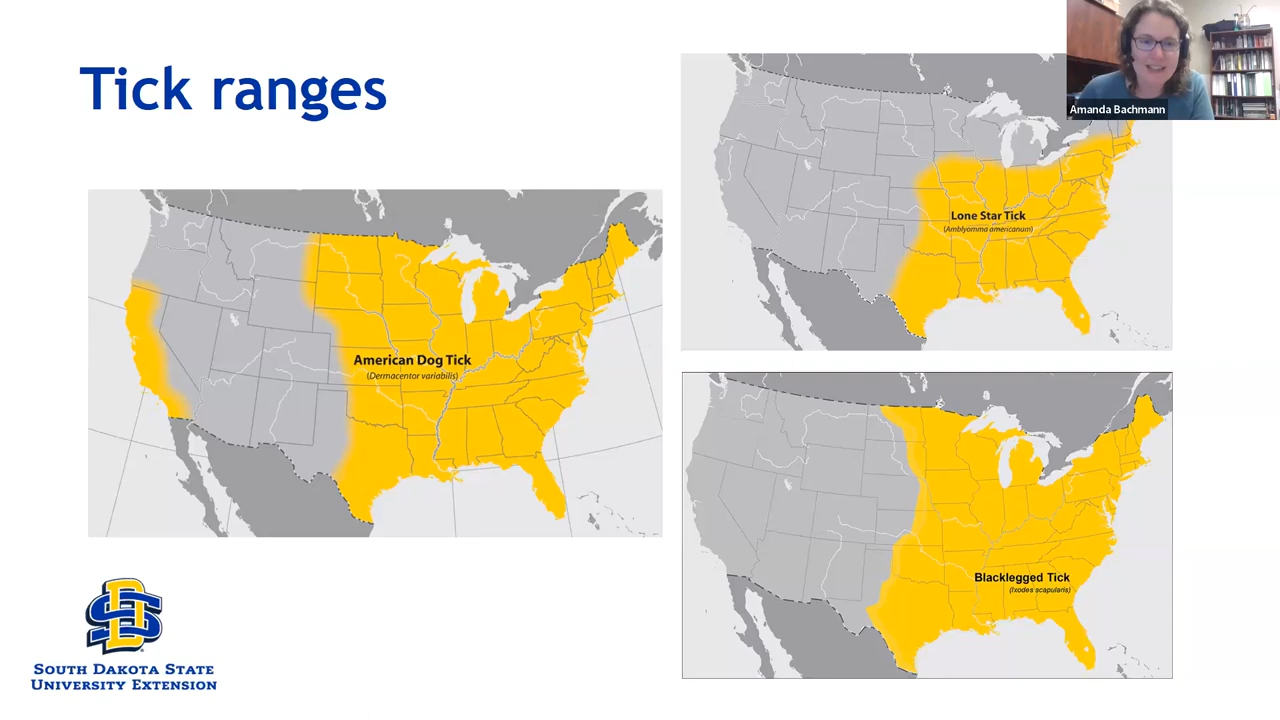 Tick ranges
Amanda Bachmann
Lone Star Tick
(Amblyomma americanum)
American Dog Tick
(Dermacentor variabilis)
Blacklegged Tick
(Ixodes scapularis)
SD
SOUTH DAKOTA STATE
UNIVERSITY EXTENSION